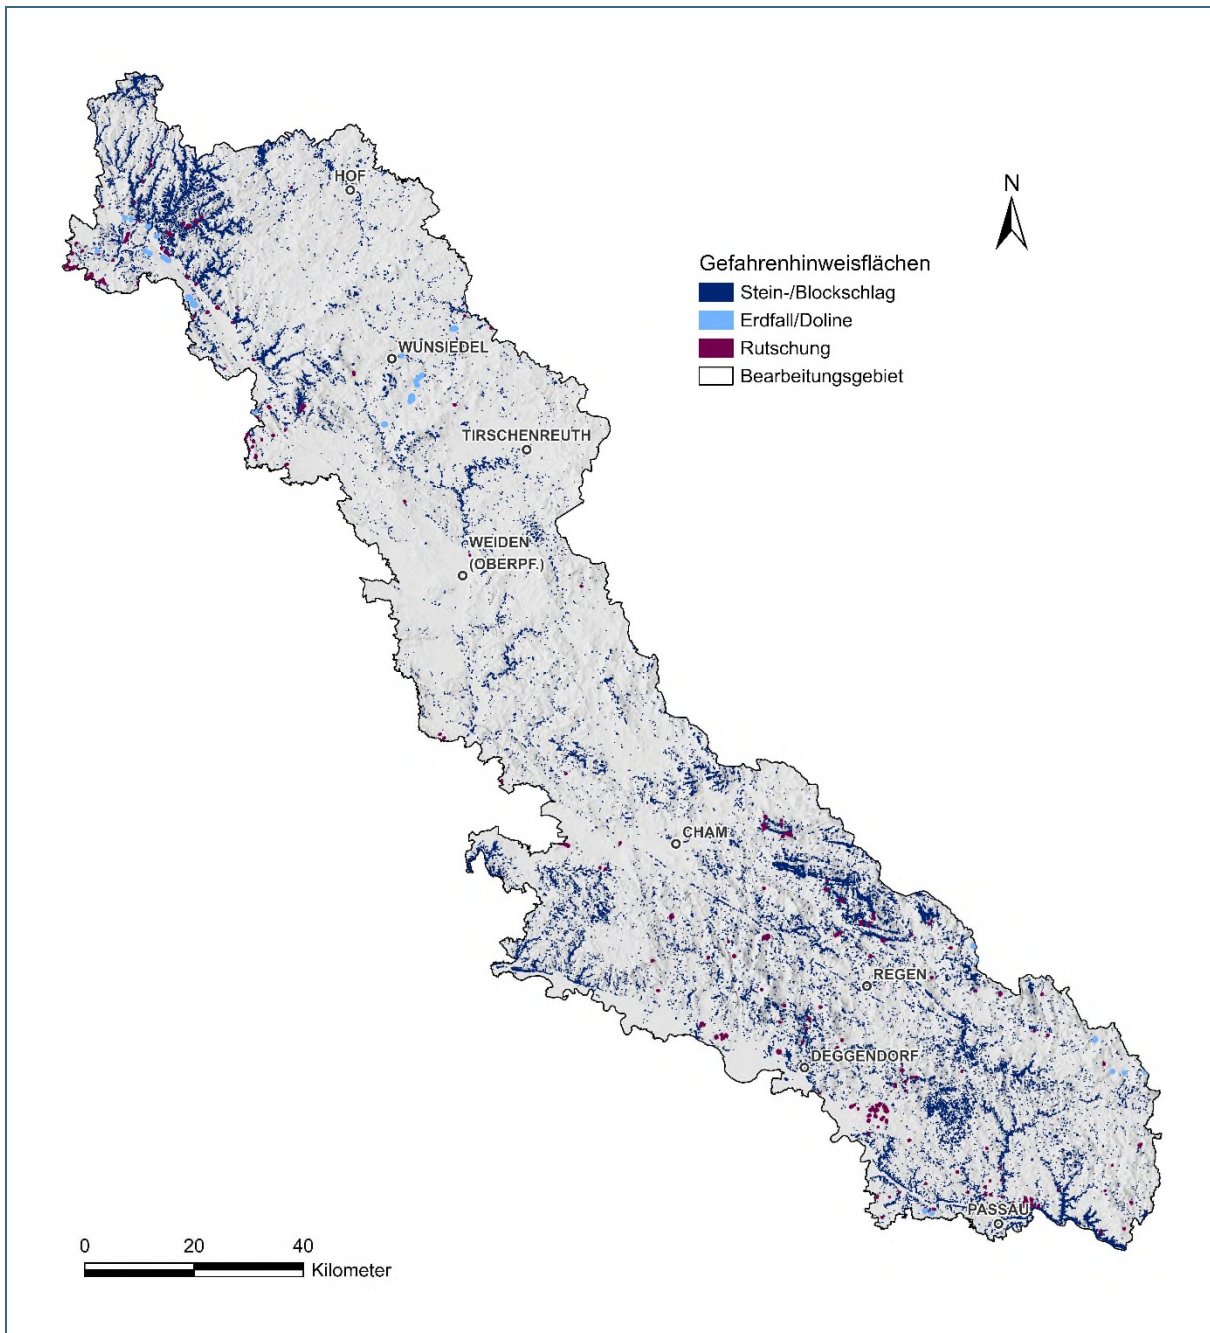 N
HOF
Gefahrenhinweisflächen
Stein-/Blockschlag
Erdfall/Doline
Rutschung
Bearbeitungsgebiet
WUNSIEDEL
TIRSCHENREUTH
WEIDEN
(OBERPF.)
CHAM
REGEN
DEGGENDORF
PASSAU
0 20 40
Kilometer